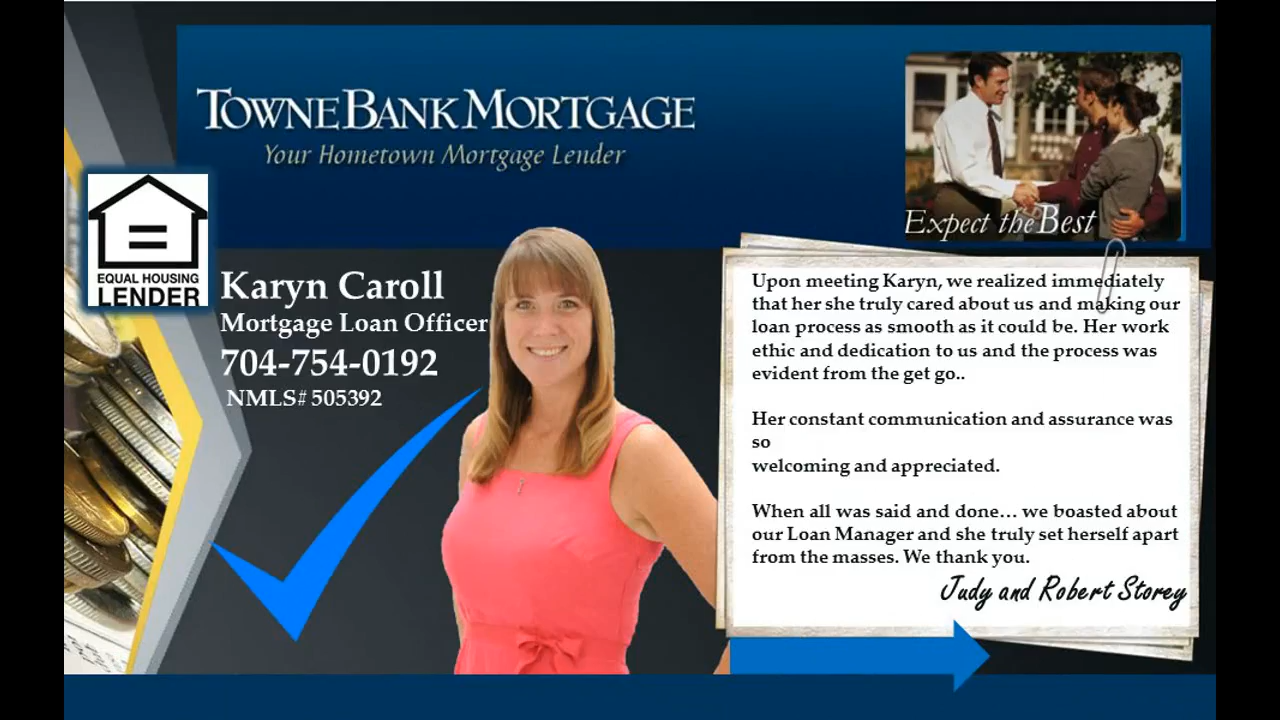 TOWNEBANK MORTGAGE
Your Hometown Mortgage Lender
Expect the Best
EQUAL HOUSING
LENDER
Karyn Caroll
Mortgage Loan Officer
704-754-0192
NMLS# 505392
Upon meeting Karyn, we realized immediately
that her she truly cared about us and making our
loan process as smooth as it could be. Her work
ethic and dedication to us and the process was
evident from the get go..
Her constant communication and assurance was
so
welcoming and appreciated.
When all was said and done… we boasted about
our Loan Manager and she truly set herself apart
from the masses. We thank you.
Judy and Robert Storey